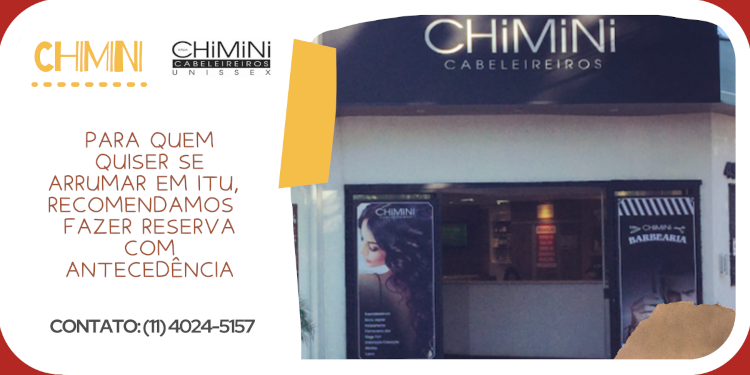 CHIMINI
CHiMiNi
CABELEIREIROS
UNISSEX
PARA QUEM
QUISER SE
ARRUMAR EM ITU,
RECOMENDAMOS
FAZER RESERVA
COM
ANTECEDÊNCIA
CONTATO: (11) 4024-5157
CHiMiNi
CABELEIREIROS
CHiMiNi
CHiMiNi
BARBEARIA